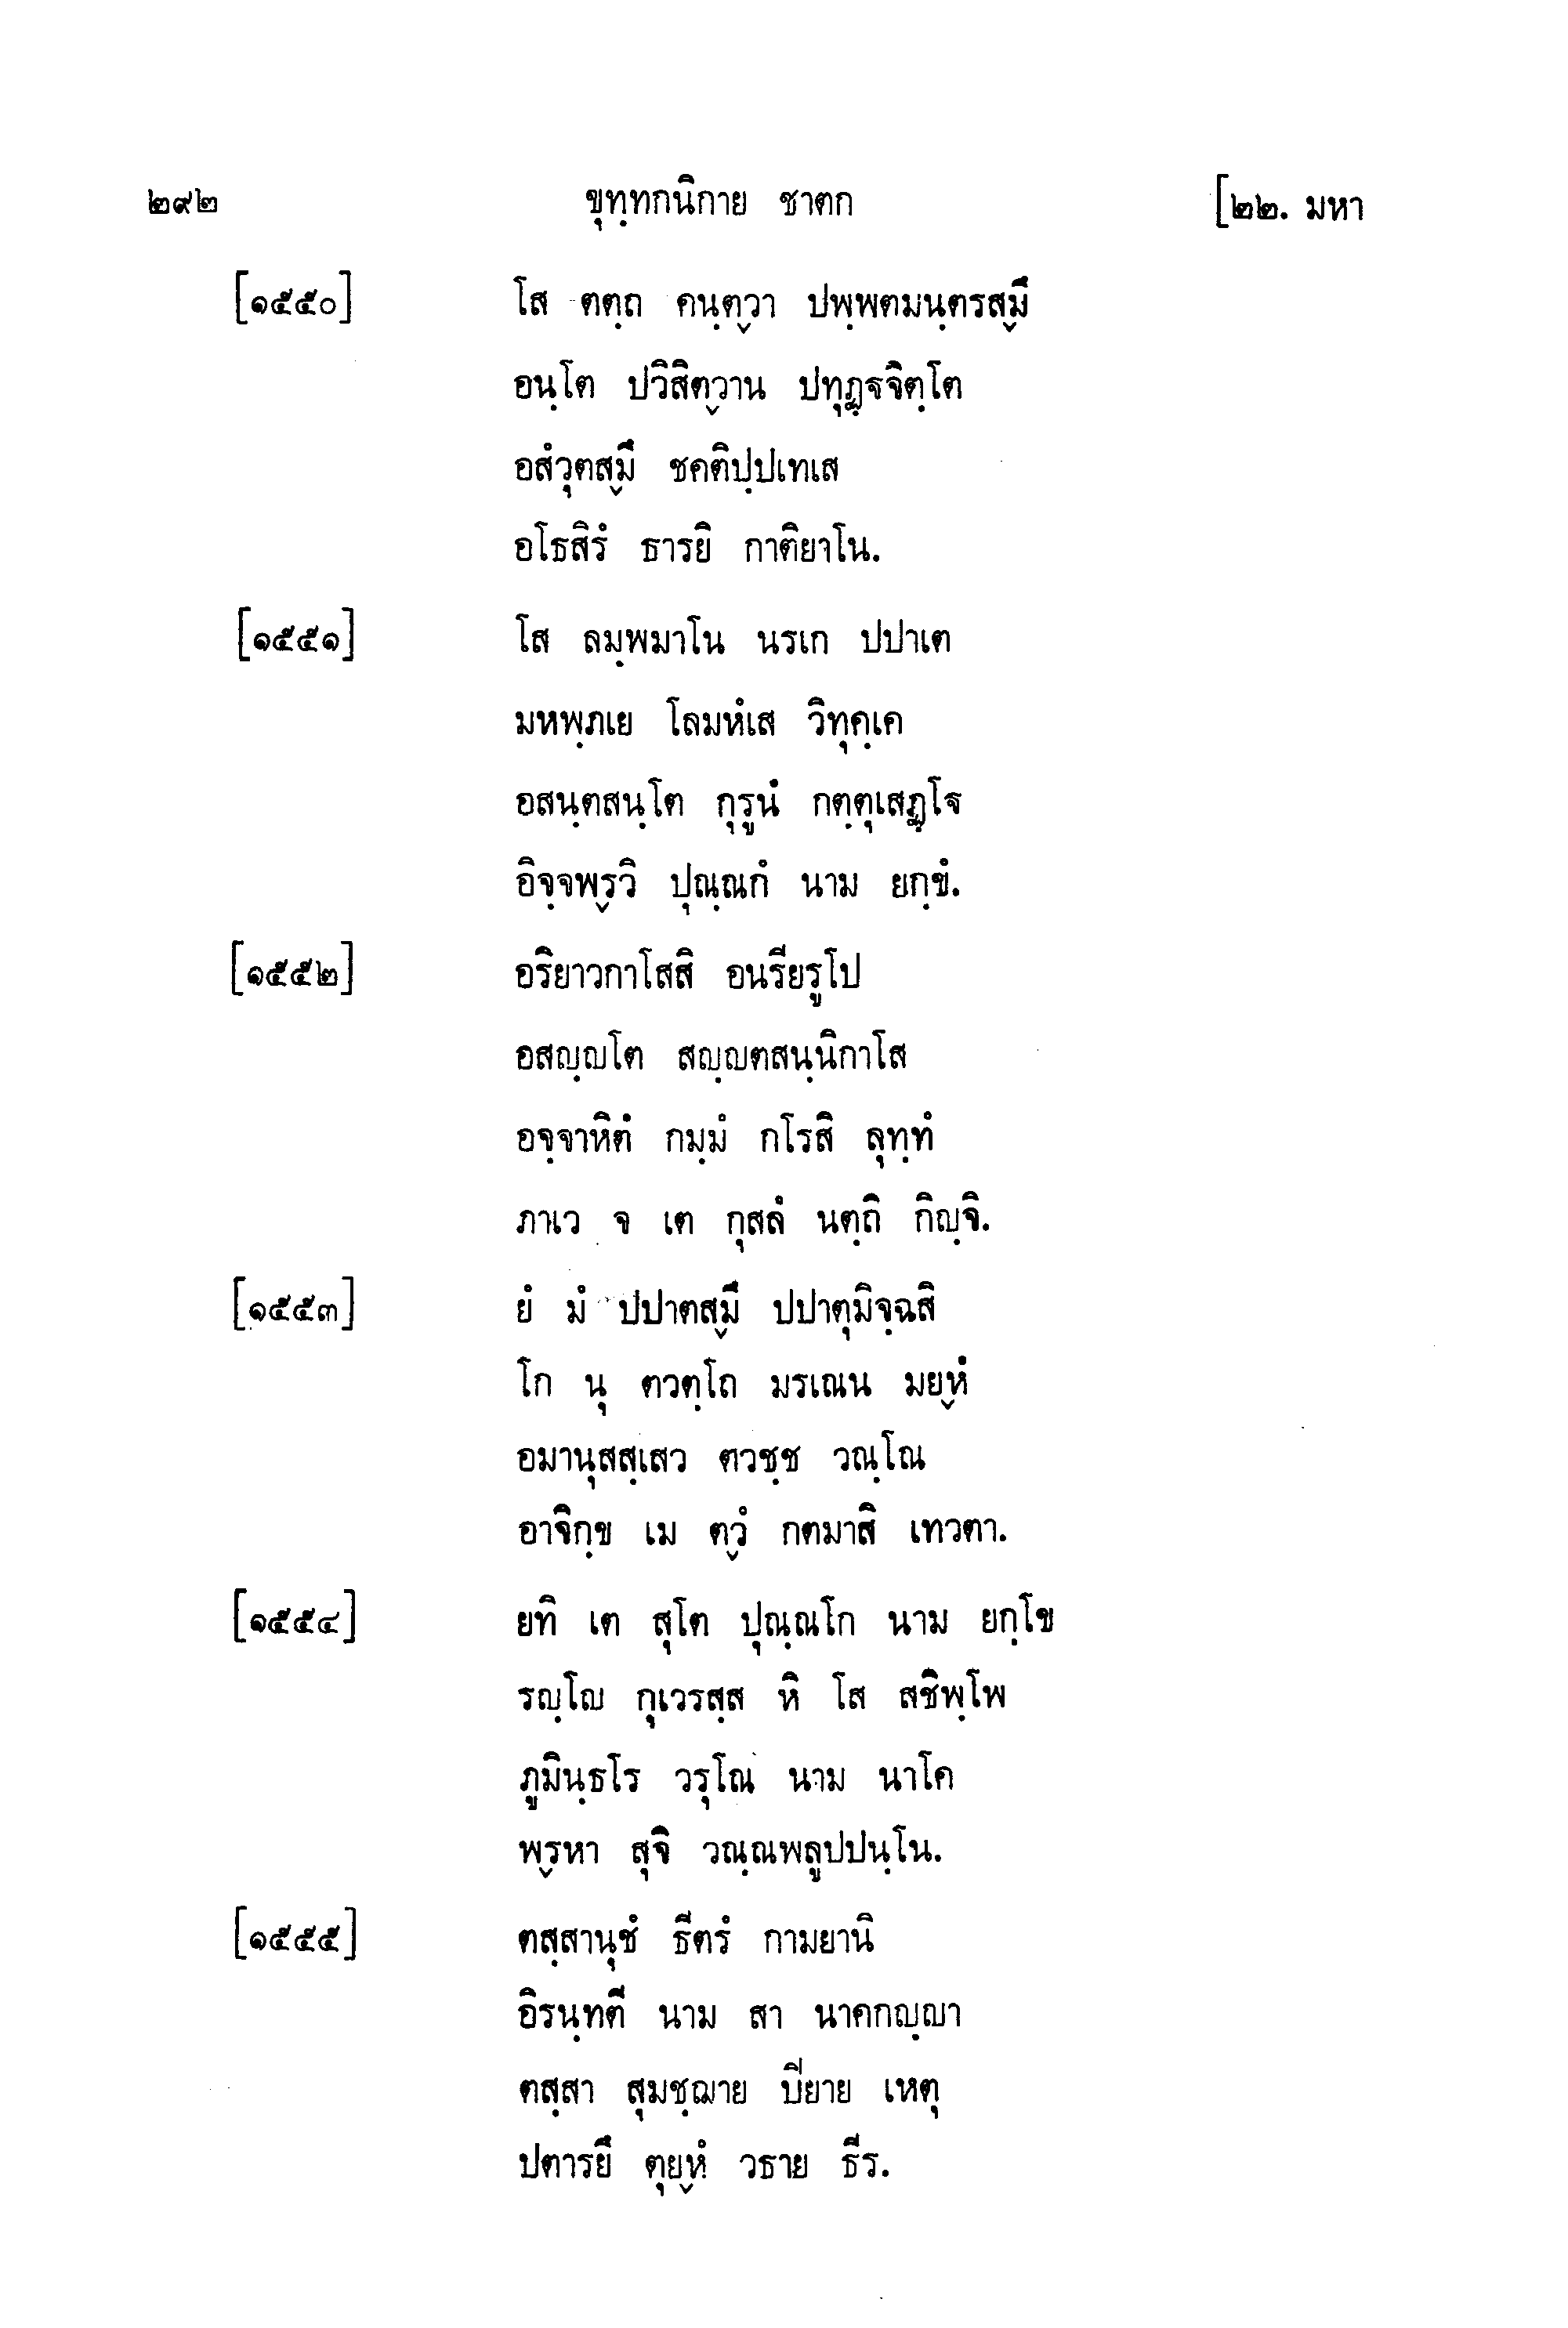 ๒๙๒ ขุทฺทกนิกาย ชาตก [๒๒. มหา
[๑๕๕๐] โส ตตฺถ คนฺตฺวา ปพฺพตมนฺตรสฺมึ
อนฺโต ปวิสิตฺวาน ปทุฏฺฐจิตฺโต
อสํวุตสฺมึ ชคติปฺปเทเส
อโธสิรํ ธารยิ กาติยาโน.
[๑๕๕๑] โส ลมฺพมาโน นรเก ปปาเต
มหพฺภเย โลมหํเส วิทุคฺเค
อสนฺตสนฺโต กุรูนํ กตฺตุเสฏฺโฐ
อิจฺจพฺรวิ ปุณฺณกํ นาม ยกฺขํ.
[๑๕๕๒] อริยาวกาโสสิ อนรียรูโป
อสญฺญโต สญฺญตสนฺนิกาโส
อจฺจาหิตํ กมฺมํ กโรสิ ลุทฺทํ
ภาเว จ เต กุสลํ นตฺถิ กิญฺจิ.
[๑๕๕๓] ยํ มํ ปปาตสฺมึ ปปาตุมิจฺฉสิ
โก นุ ตวตฺโถ มรเณน มยฺหํ
อมานุสสฺเสว ตวชฺช วณฺโณ
อาจิกฺข เม ตฺวํ กตมาสิ เทวตา.
[๑๕๕๔] ยทิ เต สุโต ปุณฺณโก นาม ยกฺโข
รญฺโญ กุเวรสฺส หิ โส สชิพฺโพ
ภูมินฺธโร วรุโณ นาม นาโค
พฺรหา สุจิ วณฺณพลูปปนฺโน.
[๑๕๕๕] ตสฺสานุชํ ธีตรํ กามยานิ
อิรนฺทตี นาม สา นาคกญฺญา
ตสฺสา สุมชฺฌาย ปิยาย เหตุ
ปตารยึ ตุยฺหํ วธาย ธีร.